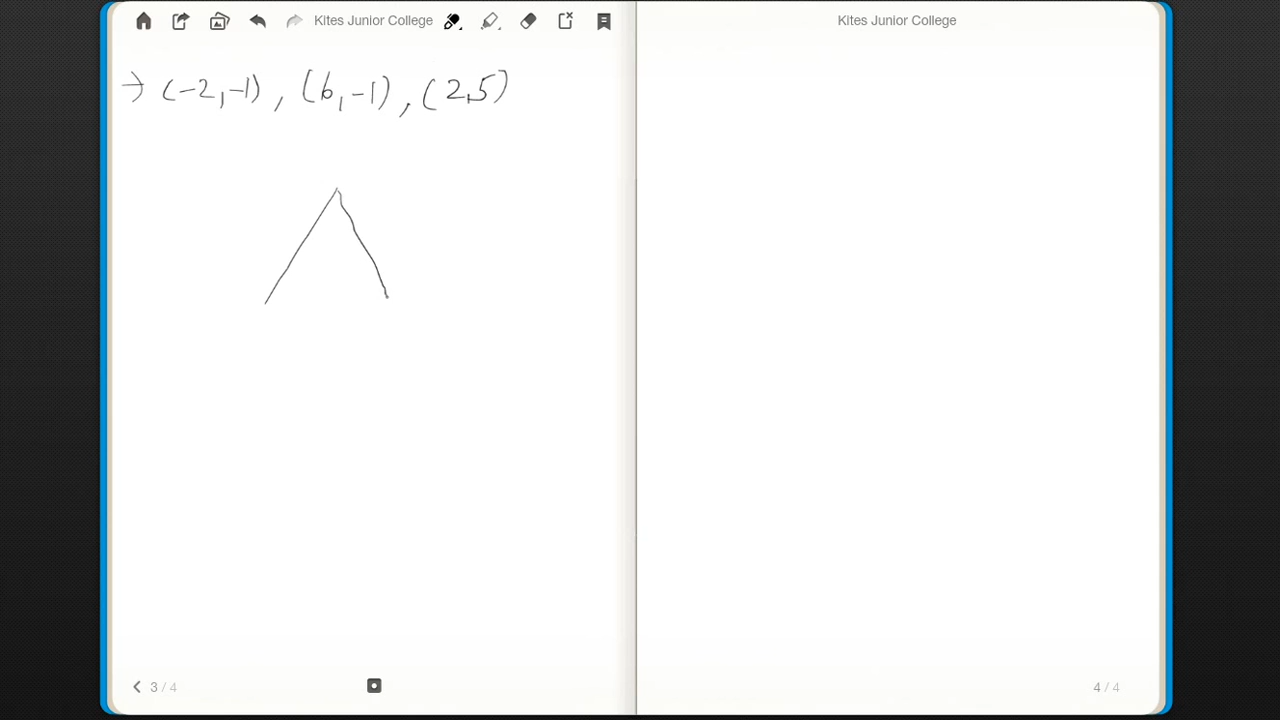 Kites Junior College
→ (-2,-1), (6,-1), (2,5)
3 / 4
Kites Junior College
4 / 4